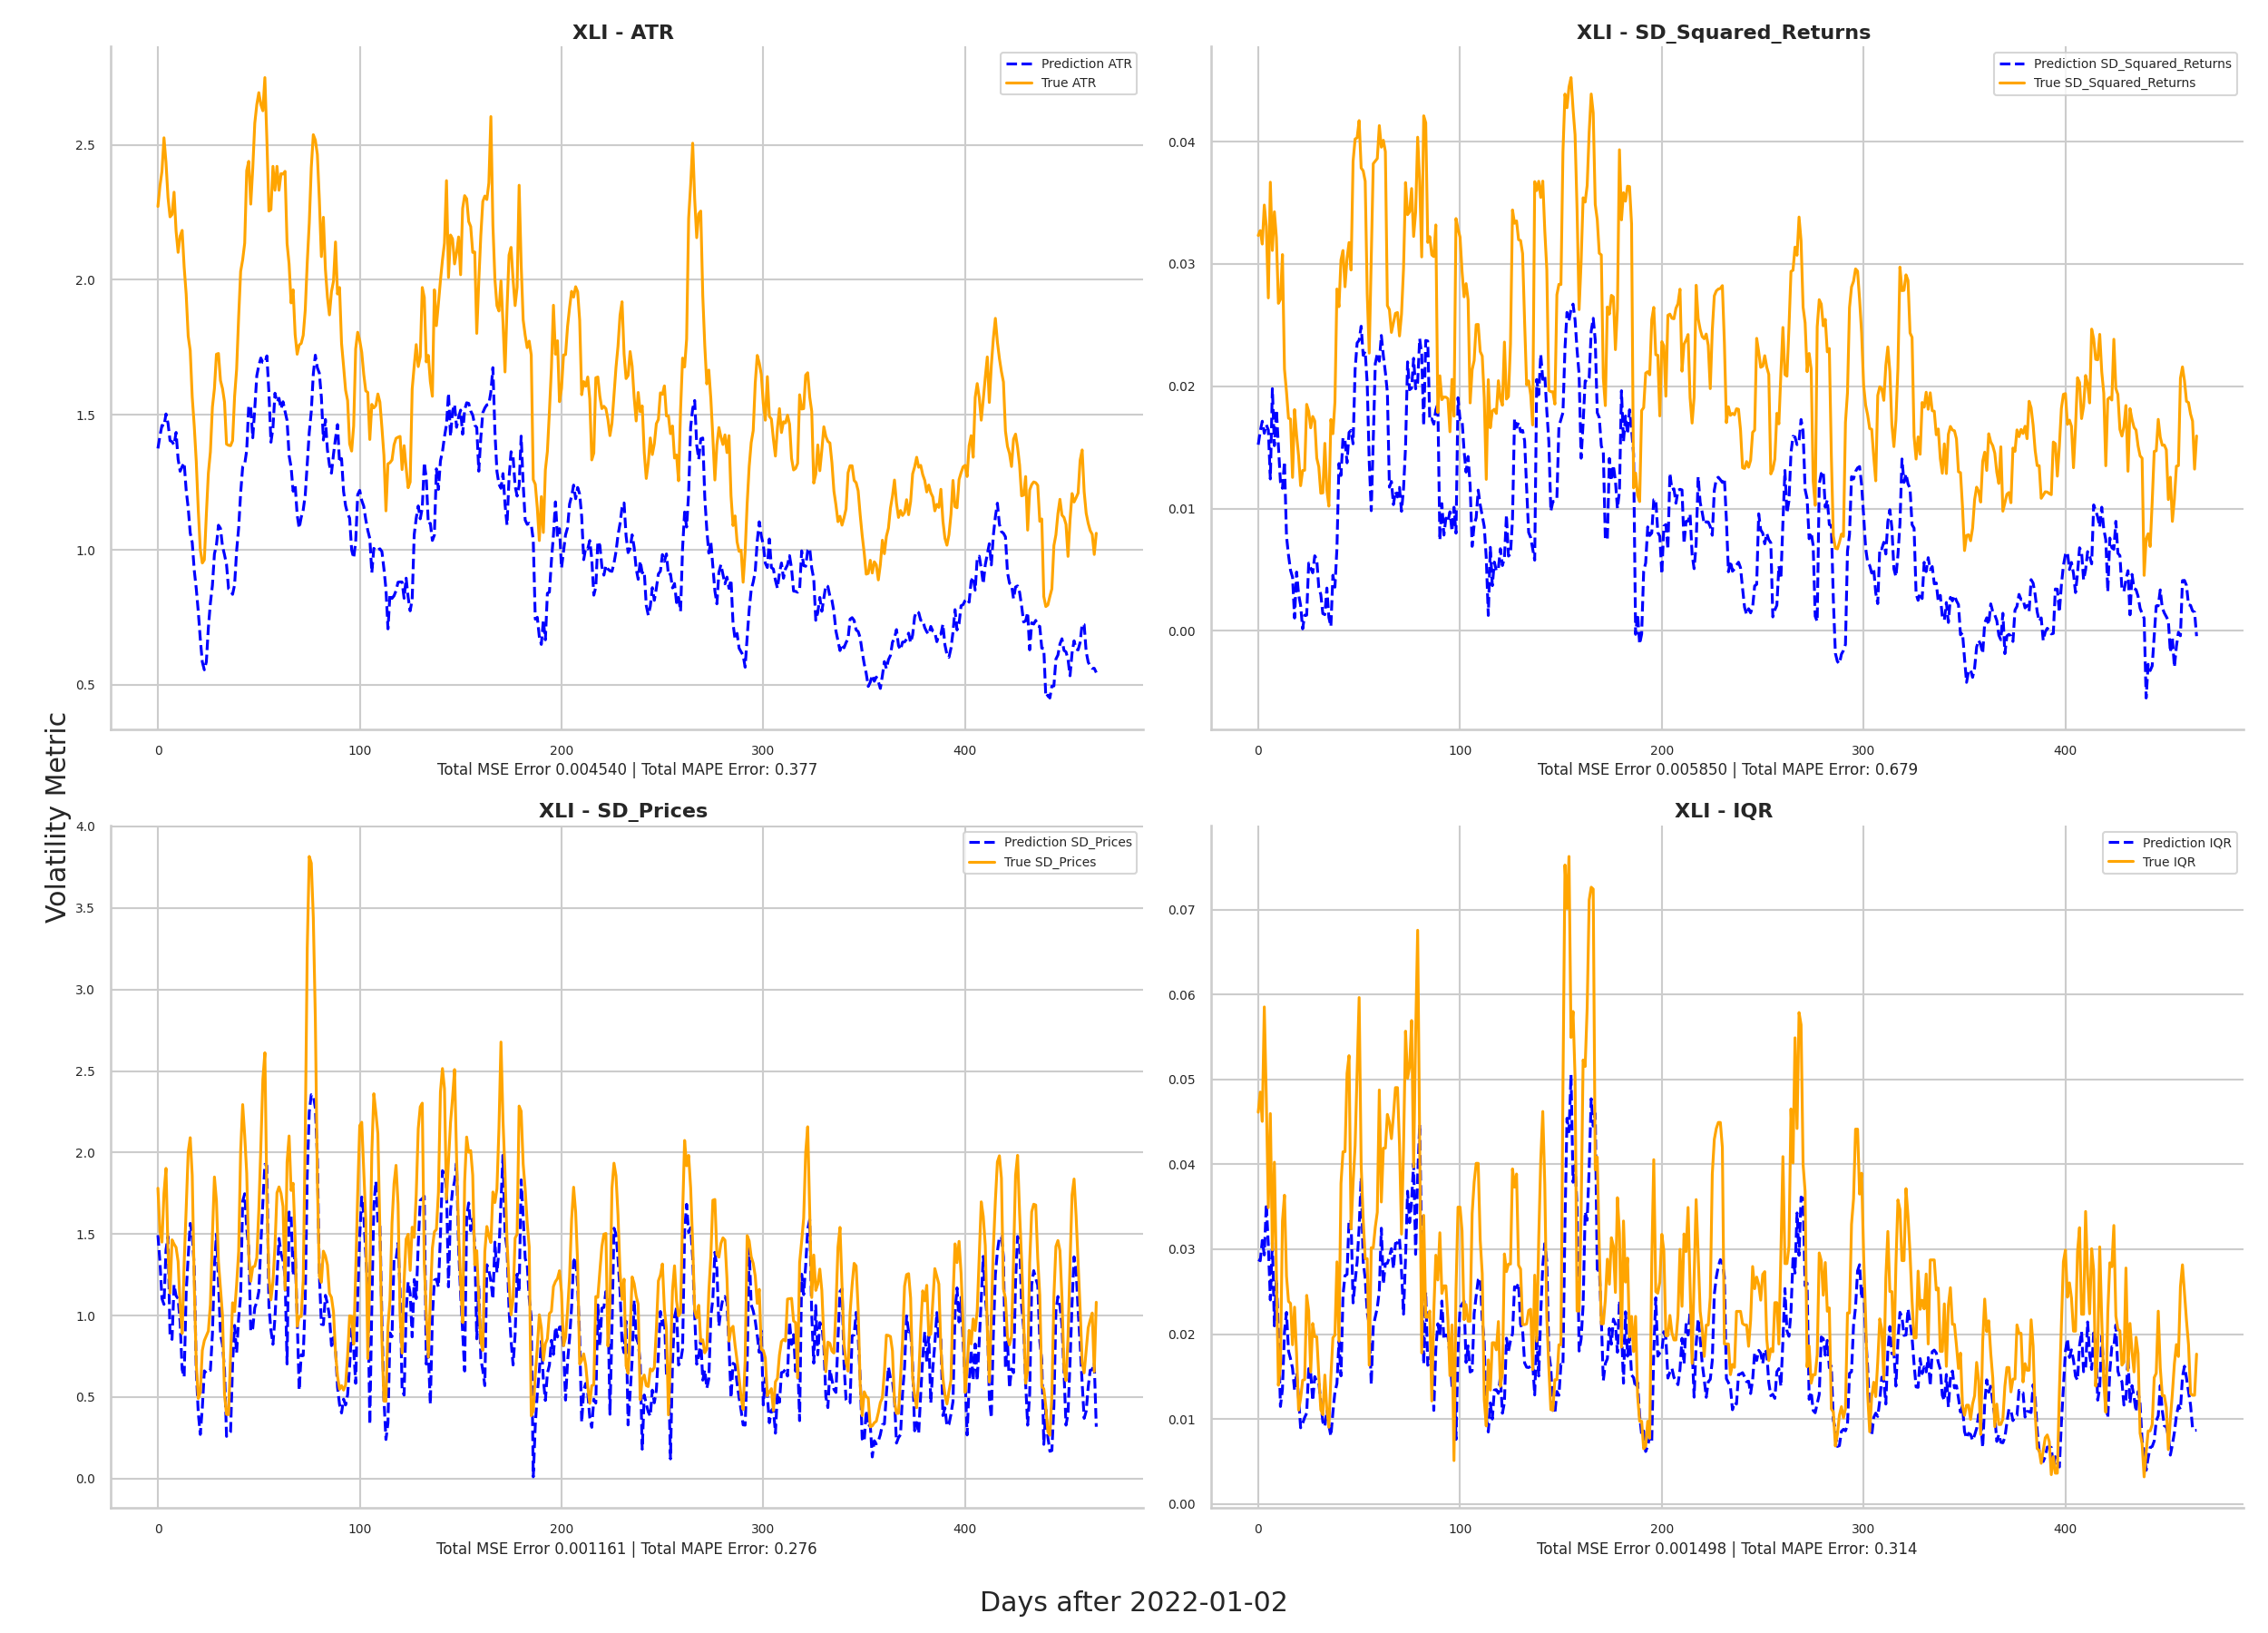 XLI - ATR
Prediction ATR
True ATR
2.5
2.0
1.5
1.0
0.5
0
100
200
300
400
Total MSE Error 0.004540 | Total MAPE Error: 0.377
XLI - SD_Squared_Returns
Prediction SD_Squared_Returns
True SD_Squared_Returns
0.04
0.03
0.02
0.01
0.00
0
100
200
300
400
Total MSE Error 0.005850 | Total MAPE Error: 0.679
Volatility Metric
XLI - SD_Prices
Prediction SD_Prices
True SD_Prices
4.0
3.5
3.0
2.5
2.0
1.5
1.0
0.5
0.0
0
100
200
300
400
Total MSE Error 0.001161 | Total MAPE Error: 0.276
XLI - IQR
Prediction IQR
True IQR
0.07
0.06
0.05
0.04
0.03
0.02
0.01
0.00
0
100
200
300
400
Total MSE Error 0.001498 | Total MAPE Error: 0.314
Days after 2022-01-02